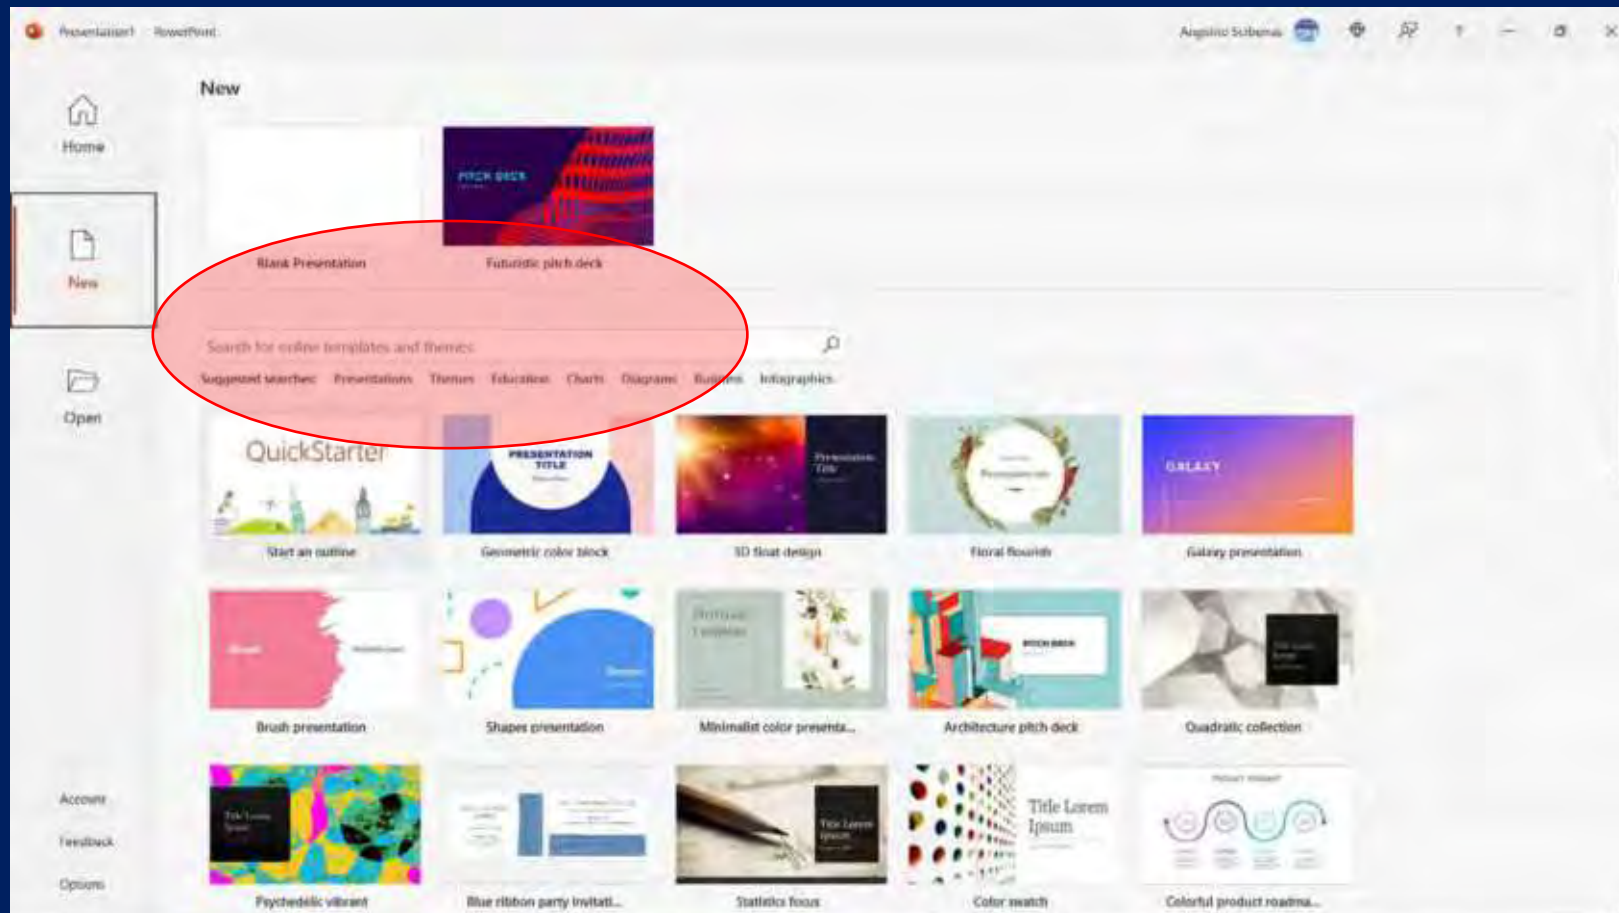 Presentation1 PowerPoint
?
New
Home
New
Open
Account
Feedback
Options
PITCH DECK
Blank Presentation
Futuristic pitch deck
Search for online templates and themes
Suggested searches: Presentations Themes Education Charts Diagrams Business Infographics
QuickStarter
PRESENTATION
TITLE
Presentation
Title
GALAXY
Start an outline
Geometric color block
3D float design
Floral flourish
Galaxy presentation
PITCH DECK
Title Lorem
Ipsum
Brush presentation
Shapes presentation
Minimalist color presenta...
Architecture pitch deck
Quadratic collection
Title Lorem
Ipsum
Title Lorem
Ipsum
Title Lorem
Ipsum
Psychedelic vibrant
Blue ribbon party invitati...
Statistics focus
Color swatch
Colorful product roadma...